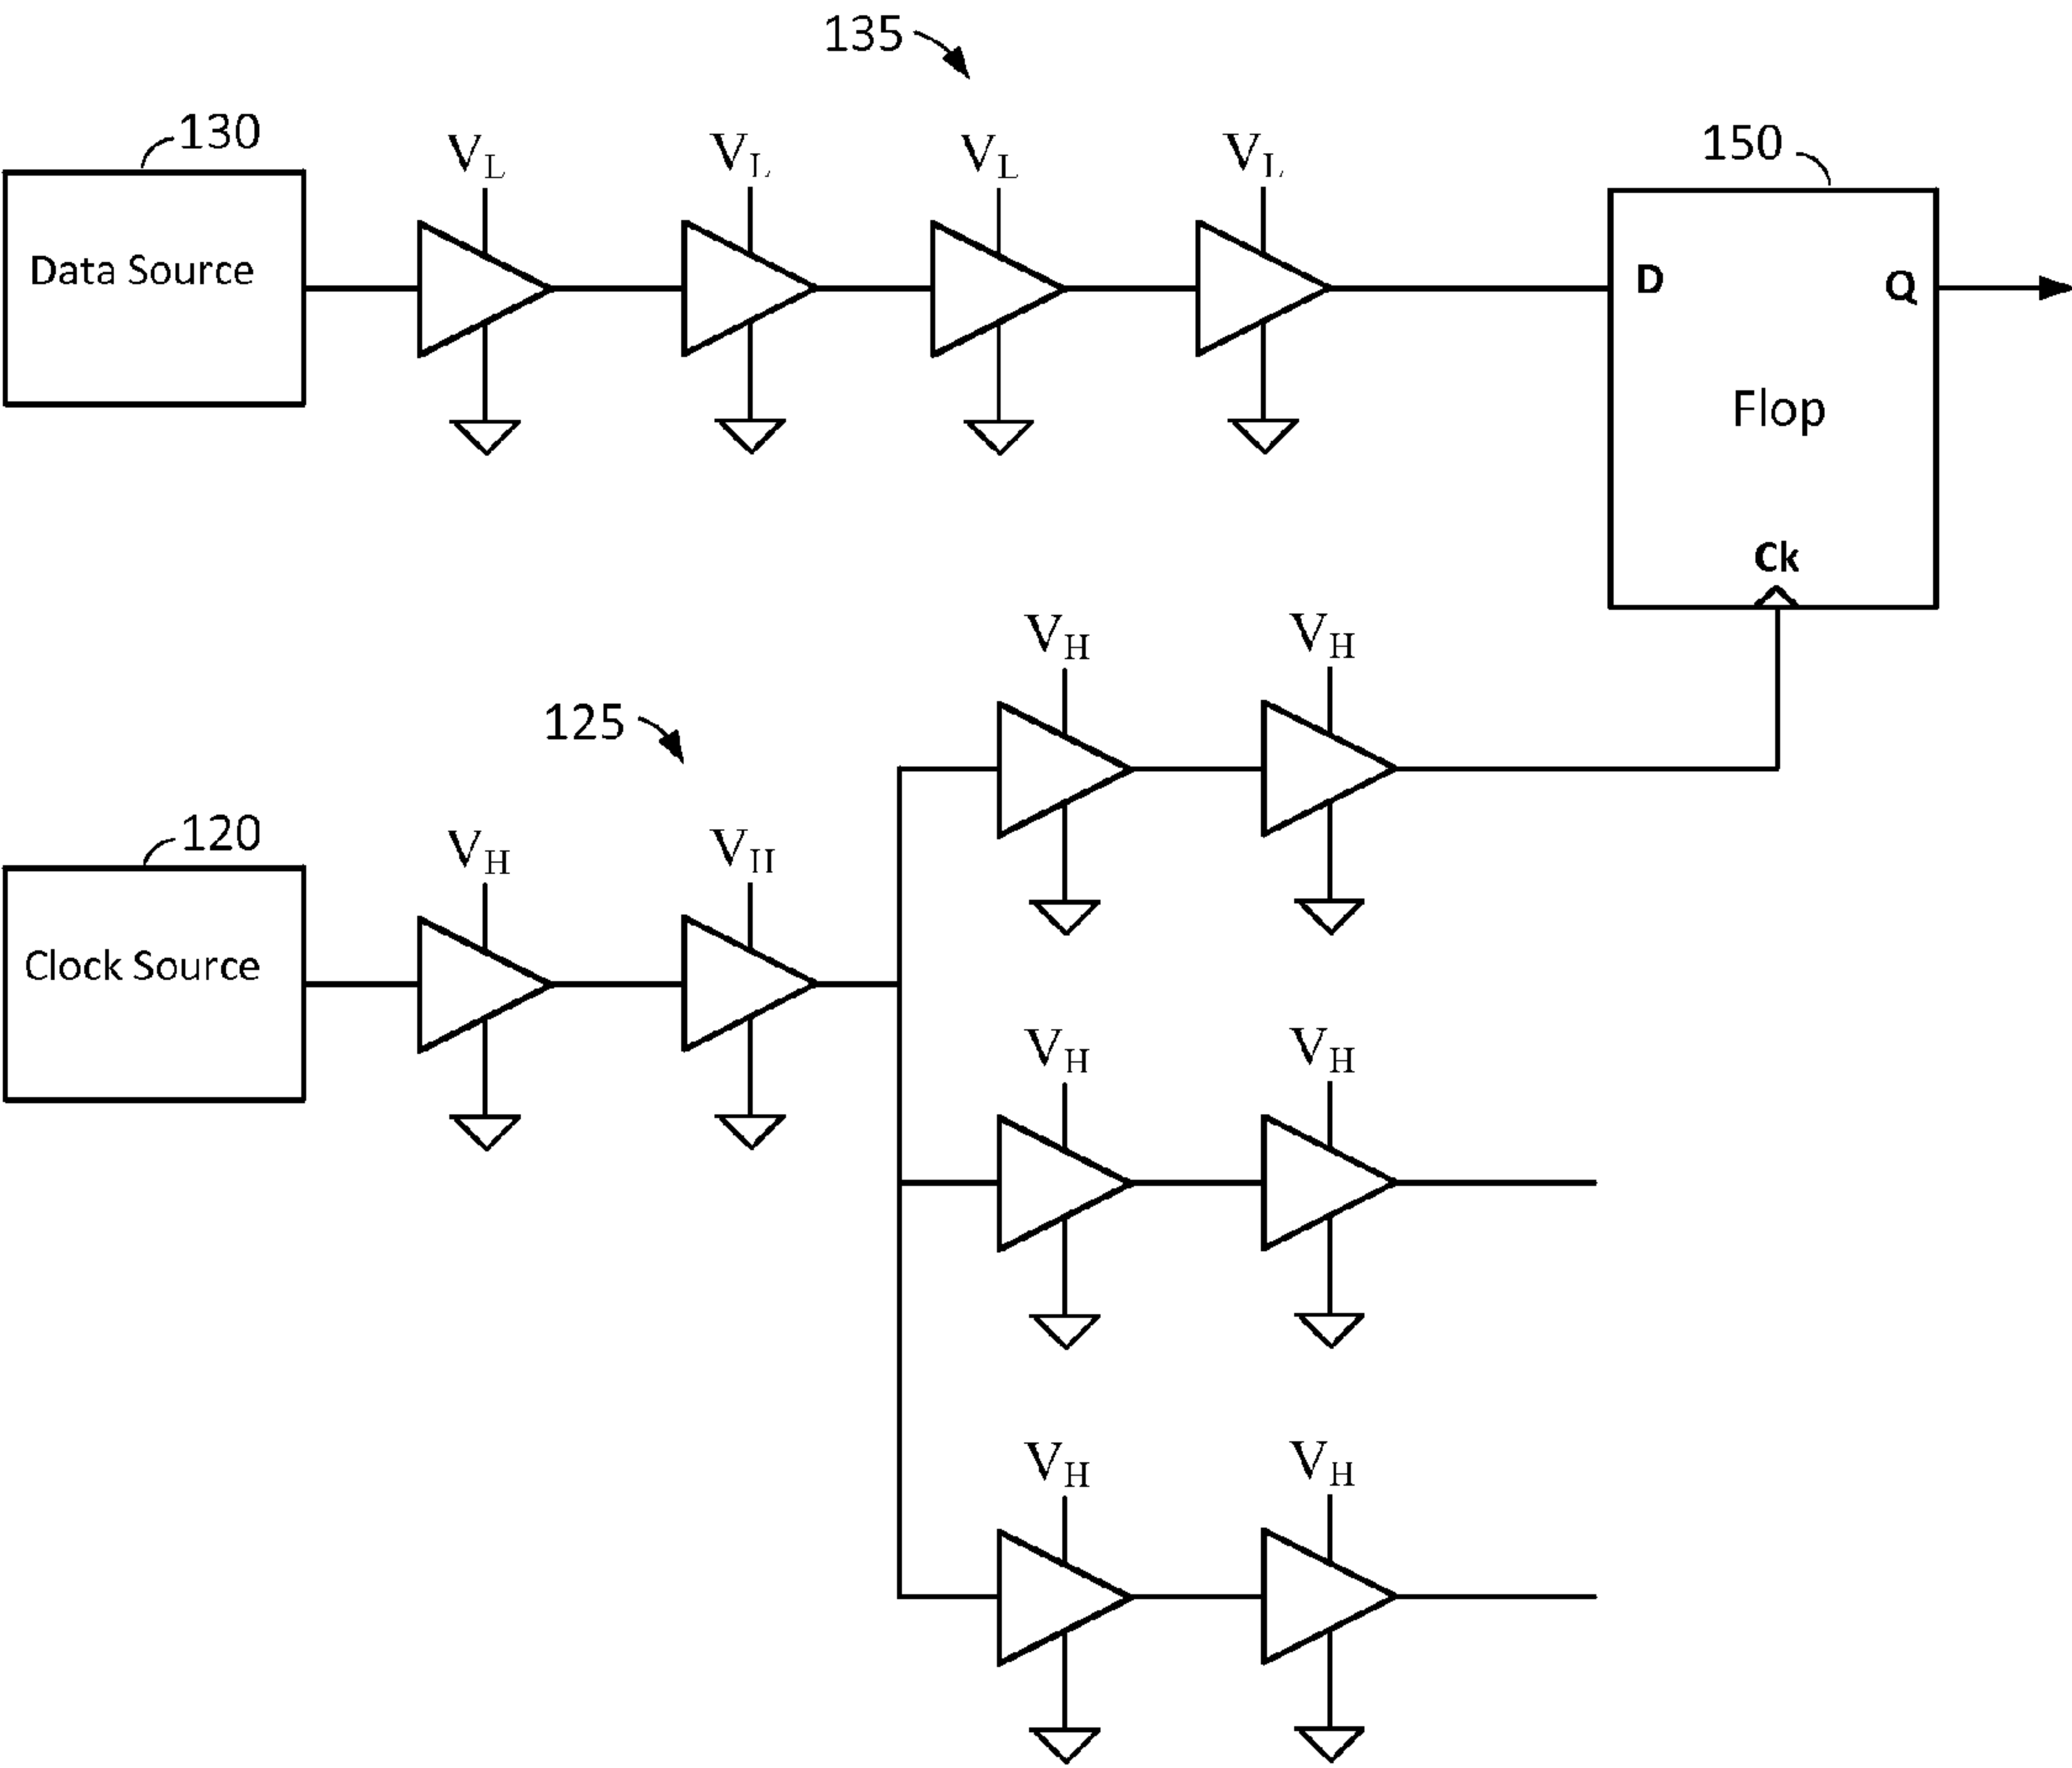 135
130
150
V_L
V_L
V_L
V_L
Data Source
D
Q
Flop
Ck
V_H
V_H
125
120
V_H
V_H
Clock Source
V_H
V_H
V_H
V_H